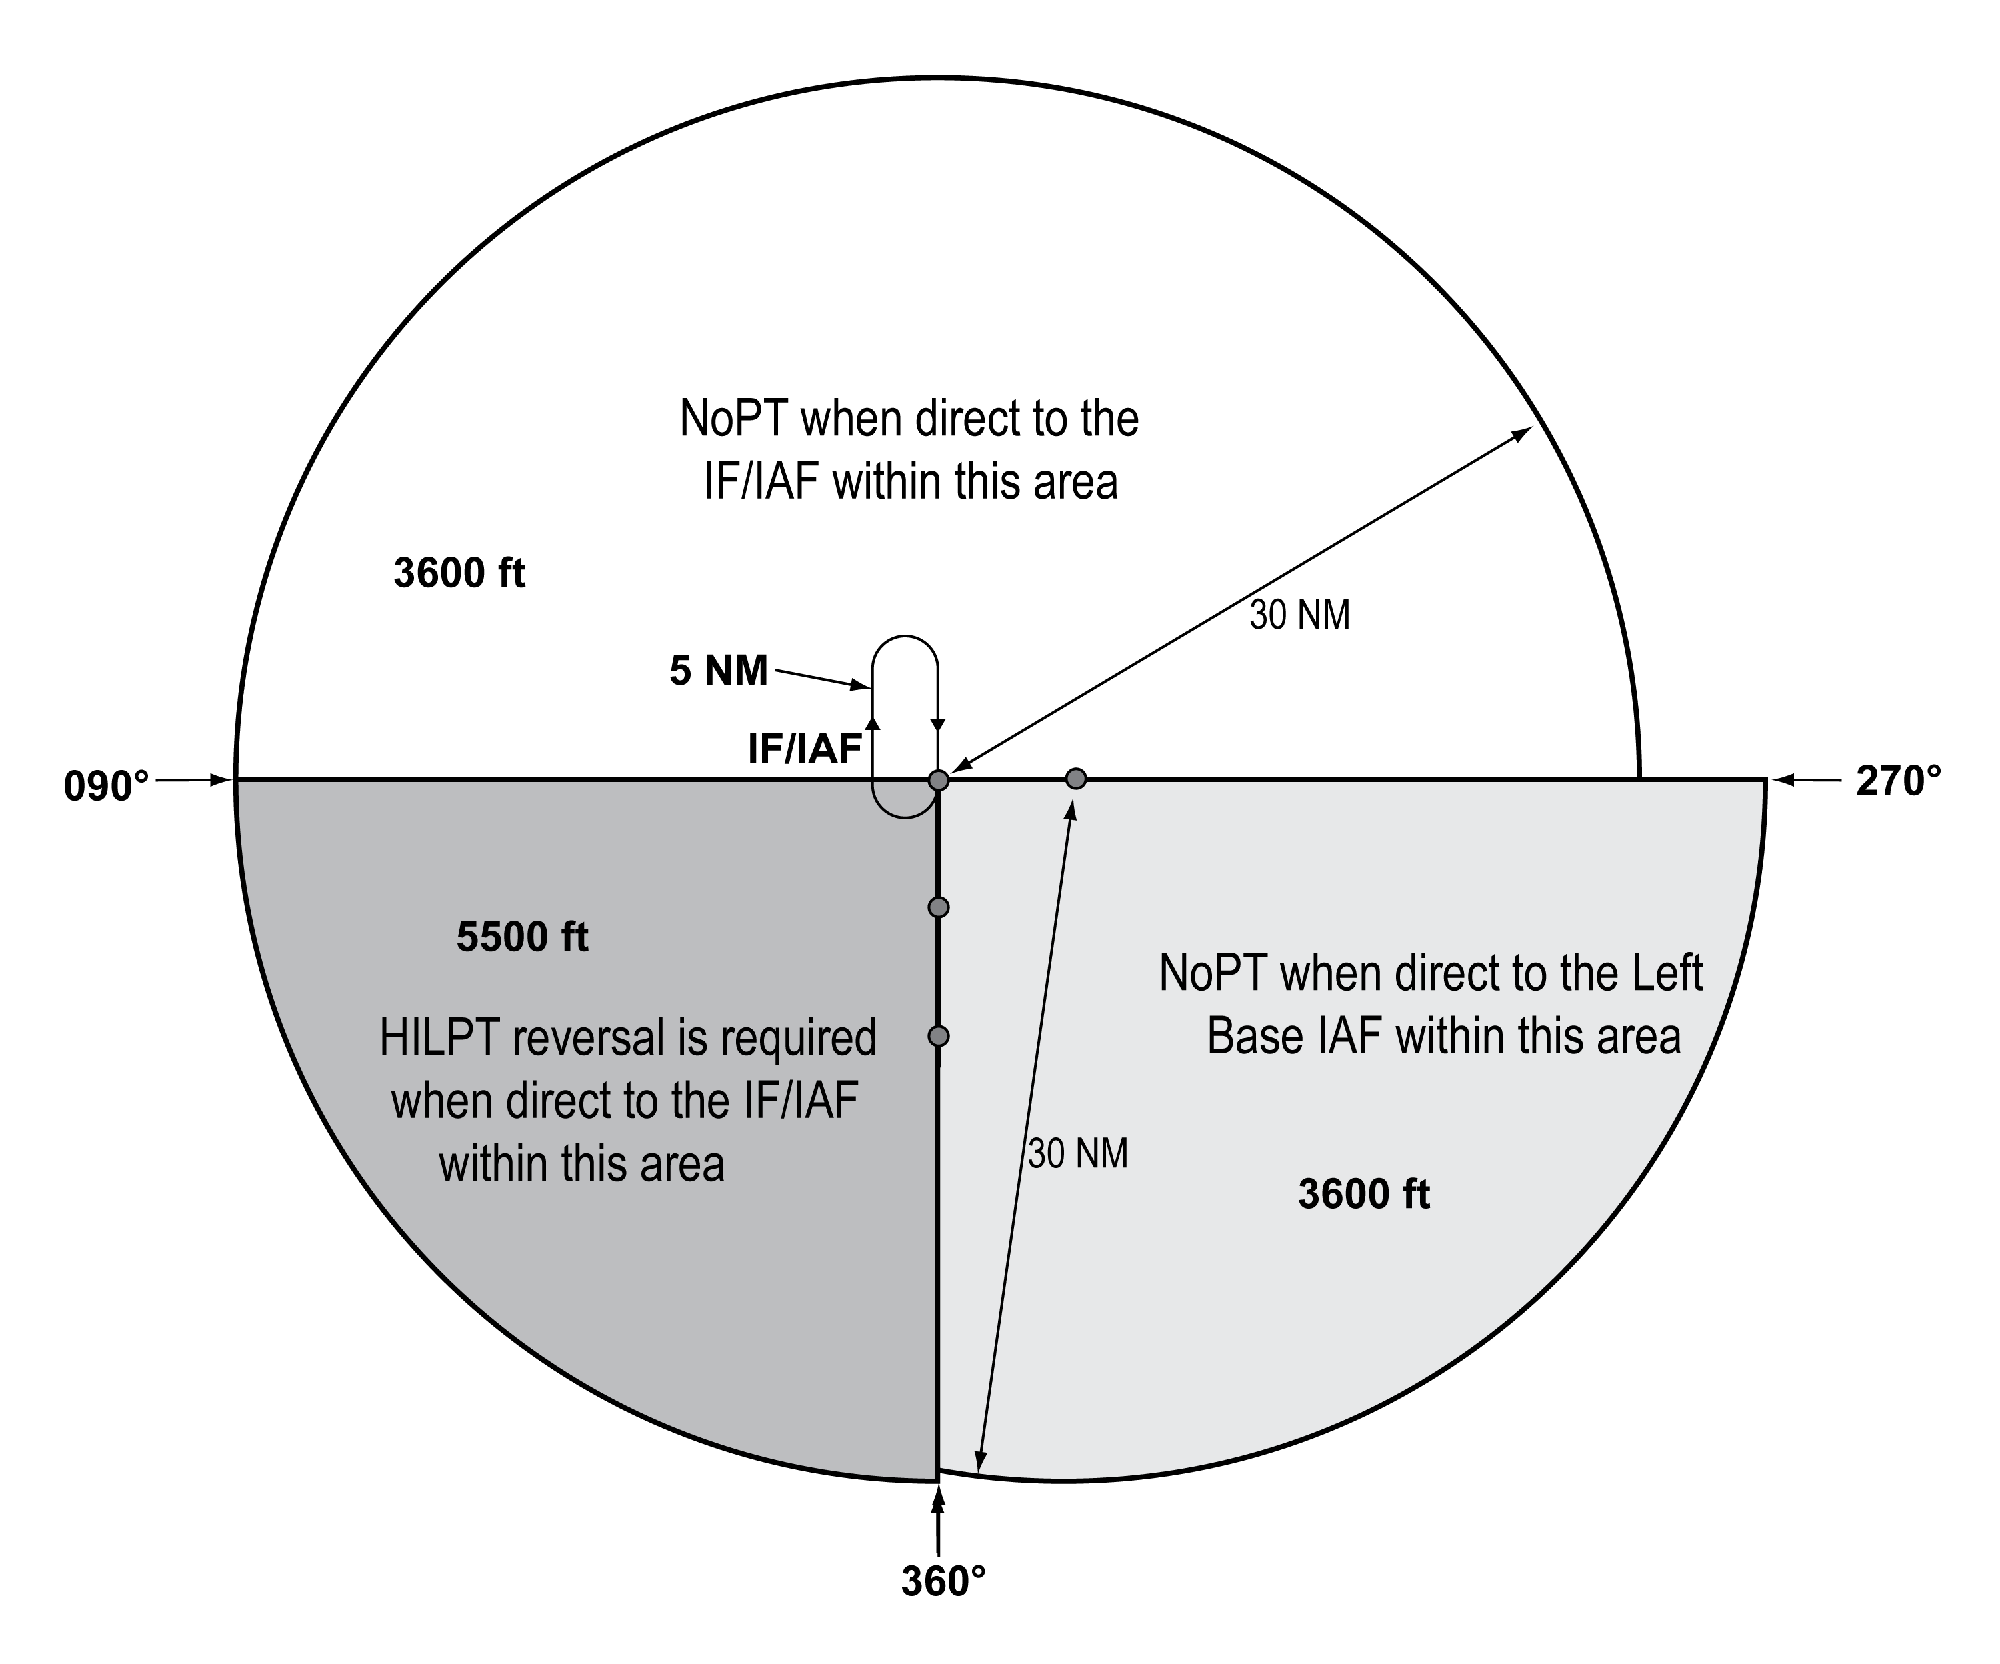 NoPT when direct to the
IF/IAF within this area
3600 ft
30 NM
5 NM
IF/IAF
090°
270°
5500 ft
HILPT reversal is required
when direct to the IF/IAF
within this area
NoPT when direct to the Left
Base IAF within this area
30 NM
3600 ft
360°